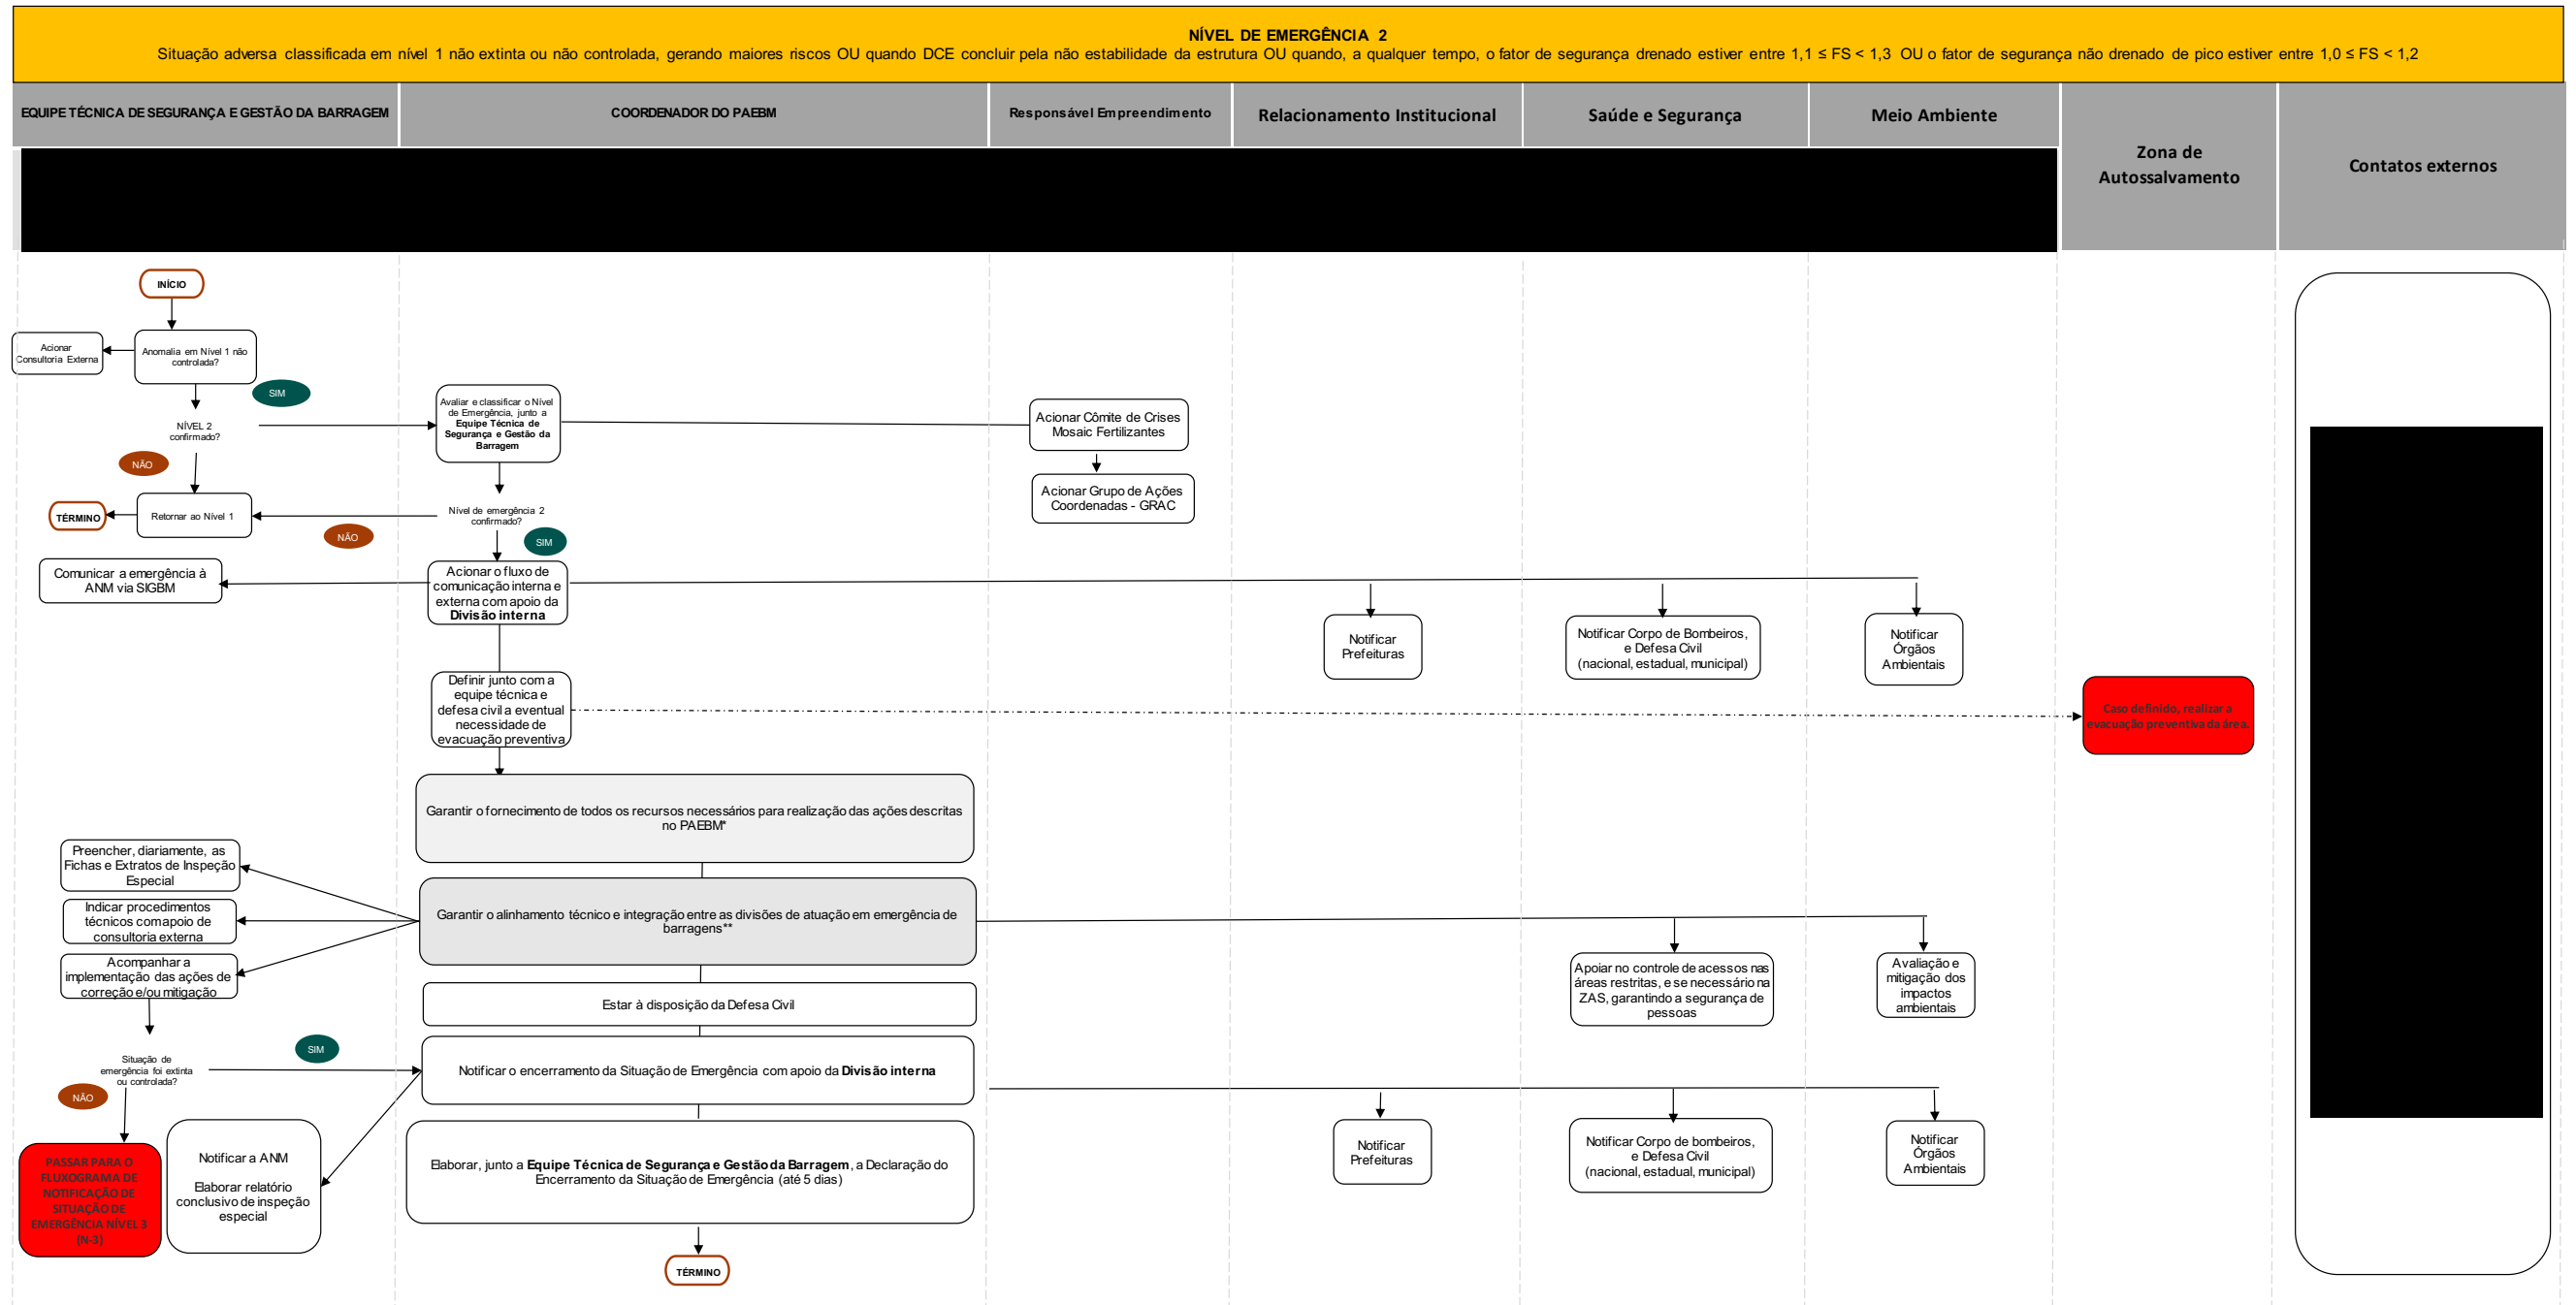 NÍVEL DE EMERGÊNCIA 2
Situação adversa classificada em nível 1 não extinta ou não controlada, gerando maiores riscos OU quando DCE concluir pela não estabilidade da estrutura OU quando, a qualquer tempo, o fator de segurança drenado estiver entre 1,1 ≤ FS < 1,3 OU o fator de segurança não drenado de pico estiver entre 1,0 ≤ FS < 1,2
EQUIPE TÉCNICA DE SEGURANÇA E GESTÃO DA BARRAGEM
COORDENADOR DO PAEBM
Responsável Empreendimento
Relacionamento Institucional
Saúde e Segurança
Meio Ambiente
Zona de
Autossalvamento
Contatos externos
INÍCIO
Acionar
Consultoria Externa
Anomalia em Nível 1 não
controlada?
SIM
NÍVEL 2
confirmado?
NÃO
Avaliar e classificar o Nível
de Emergência, junto a
Equipe Técnica de
Segurança e Gestão da
Barragem
Acionar Cômite de Crises
Mosaic Fertilizantes
Acionar Grupo de Ações
Coordenadas - GRAC
TÉRMINO
Retornar ao Nível 1
Nível de emergência 2
confirmado?
NÃO
SIM
Comunicar a emergência à
ANM via SIGBM
Acionar o fluxo de
comunicação interna e
externa com apoio da
Divisão interna
Notificar
Prefeituras
Notificar Corpo de Bombeiros,
e Defesa Civil
(nacional, estadual, municipal)
Notificar
Órgãos
Ambientais
Definir junto com a
equipe técnica e
defesa civil a eventual
necessidade de
evacuação preventiva
Caso definido, realizar a
evacuação preventiva da área.
Garantir o fornecimento de todos os recursos necessários para realização das ações descritas
no PAEBM*
Preencher, diariamente, as
Fichas e Extratos de Inspeção
Especial
Indicar procedimentos
técnicos com apoio de
consultoria externa
Acompanhar a
implementação das ações de
correção e/ou mitigação
Garantir o alinhamento técnico e integração entre as divisões de atuação em emergência de
barragens**
Apoiar no controle de acessos nas
áreas restritas, e se necessário na
ZAS, garantindo a segurança de
pessoas
Avaliação e
mitigação dos
impactos
ambientais
Estar à disposição da Defesa Civil
Situação de
emergência foi extinta
ou controlada?
SIM
NÃO
Notificar o encerramento da Situação de Emergência com apoio da Divisão interna
PASSAR PARA O
FLUXOGRAMA DE
NOTIFICAÇÃO DE
SITUAÇÃO DE
EMERGÊNCIA NÍVEL 3
(N-3)
Notificar a ANM
Elaborar relatório
conclusivo de inspeção
especial
Elaborar, junto a Equipe Técnica de Segurança e Gestão da Barragem, a Declaração do
Encerramento da Situação de Emergência (até 5 dias)
Notificar
Prefeituras
Notificar Corpo de bombeiros,
e Defesa Civil
(nacional, estadual, municipal)
Notificar
Órgãos
Ambientais
TÉRMINO